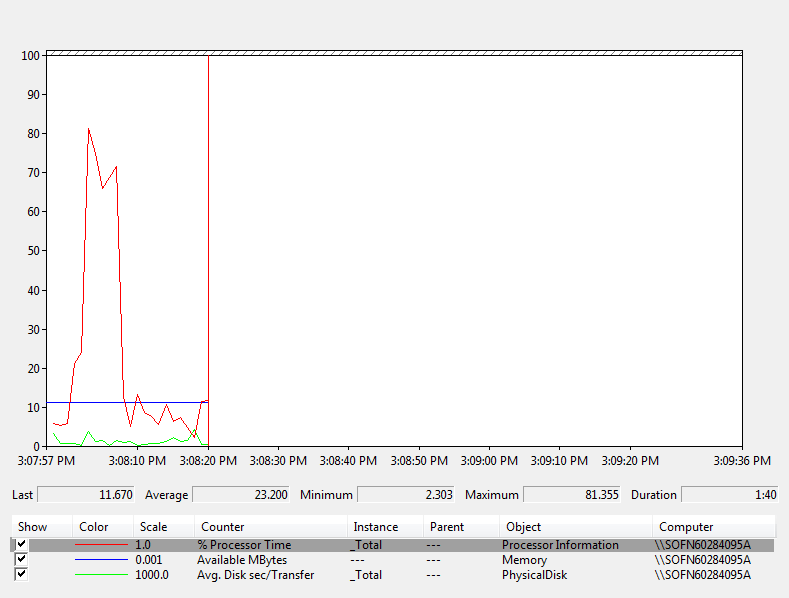 100
90
80
70
60
50
40
30
20
10
0
3:07:57 PM 3:08:10 PM 3:08:20 PM 3:08:30 PM 3:08:40 PM 3:08:50 PM 3:09:00 PM 3:09:10 PM 3:09:20 PM 3:09:36 PM
Last 11.670 Average 23.200 Minimum 2.303 Maximum 81.355 Duration 1:40
Show Color Scale Counter Instance Parent Object Computer
1.0 % Processor Time _Total --- Processor Information \\SOFN60284095A
0.001 Available MBytes --- --- Memory \\SOFN60284095A
1000.0 Avg. Disk sec/Transfer _Total --- PhysicalDisk \\SOFN60284095A